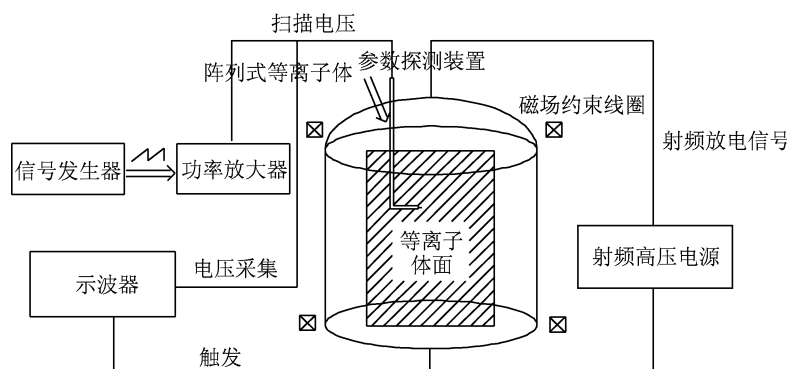 扫描电压
阵列式等离子体
参数探测装置
磁场约束线圈
射频放电信号
信号发生器
功率放大器
等离子
体面
射频高压电源
示波器
电压采集
触发